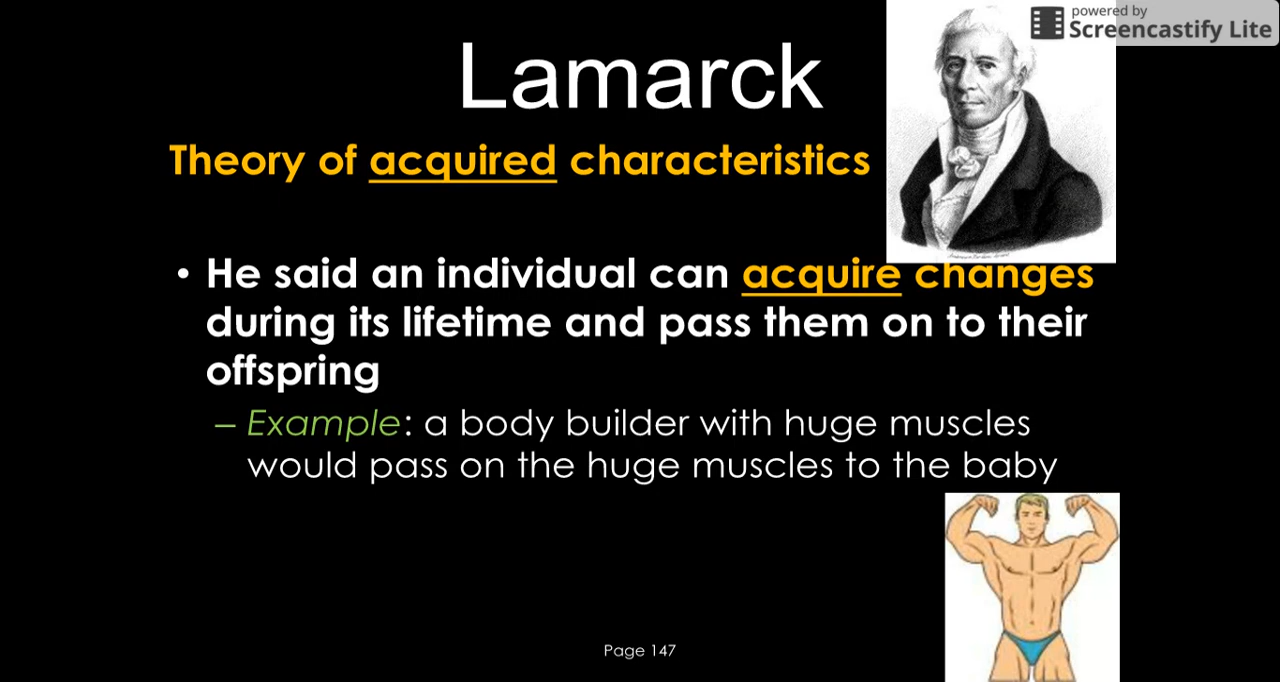 powered by
Screencastify Lite
Lamarck
Theory of acquired characteristics
• He said an individual can acquire changes
during its lifetime and pass them on to their
offspring
– Example: a body builder with huge muscles
would pass on the huge muscles to the baby
Page 147